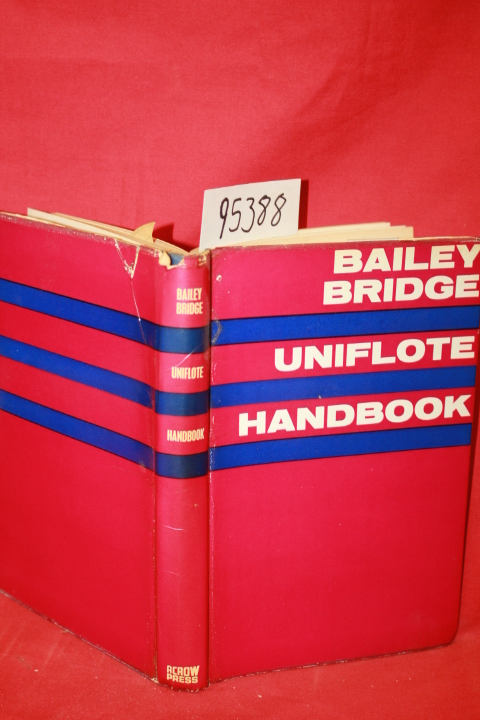 95388
BAILEY
BRIDGE
UNIFLOTE
HANDBOOK
BAILEY
BRIDGE
UNIFLOTE
HANDBOOK
ACROW
PRESS